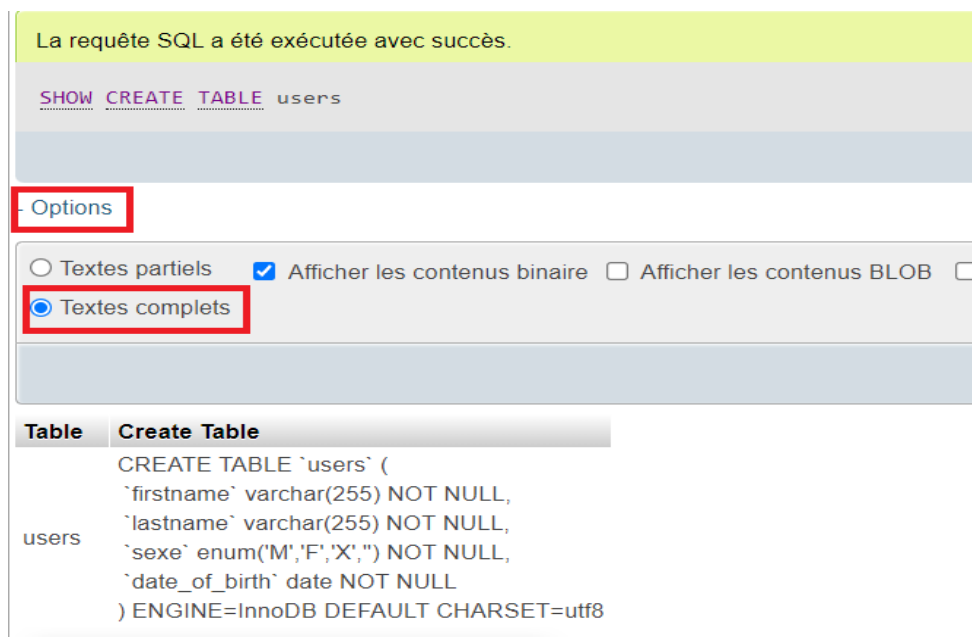 La requête SQL a été exécutée avec succès.
SHOW CREATE TABLE users
- Options
Textes partiels Afficher les contenus binaire Afficher les contenus BLOB
Textes complets
Table Create Table
CREATE TABLE `users` (
`firstname` varchar(255) NOT NULL,
`lastname` varchar(255) NOT NULL,
users
`sexe` enum('M','F','X','') NOT NULL,
`date_of_birth` date NOT NULL
) ENGINE=InnoDB DEFAULT CHARSET=utf8